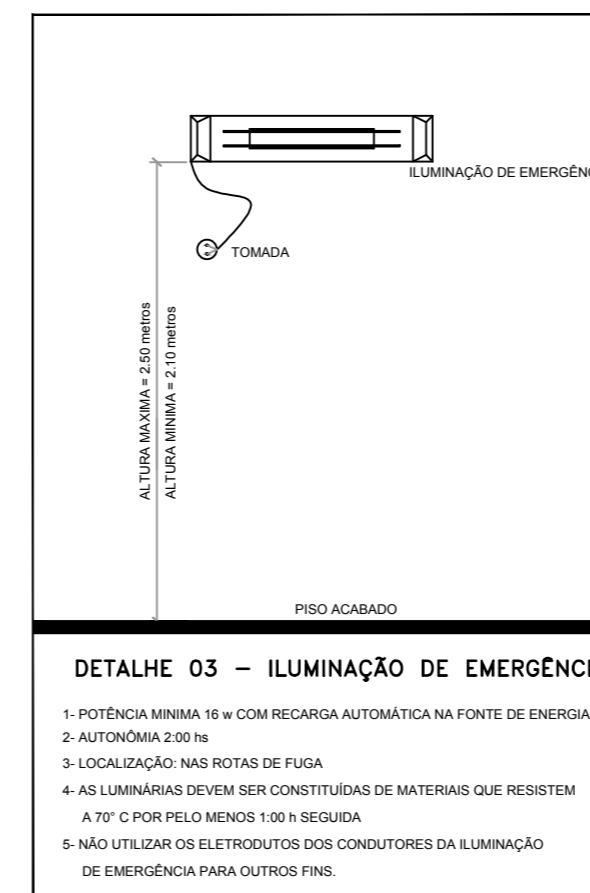 ILUMINAÇÃO DE EMERGÊNC
TOMADA
ALTURA MAXIMA = 2.50 metros
ALTURA MINIMA = 2.10 metros
PISO ACABADO
DETALHE 03 – ILUMINAÇÃO DE EMERGÊNCI
1- POTÊNCIA MINIMA 16 w COM RECARGA AUTOMÁTICA NA FONTE DE ENERGIA
2- AUTONÔMIA 2:00 hs
3- LOCALIZAÇÃO: NAS ROTAS DE FUGA
4- AS LUMINÁRIAS DEVEM SER CONSTITUÍDAS DE MATERIAIS QUE RESISTEM
A 70° C POR PELO MENOS 1:00 h SEGUIDA
5- NÃO UTILIZAR OS ELETRODUTOS DOS CONDUTORES DA ILUMINAÇÃO
DE EMERGÊNCIA PARA OUTROS FINS.